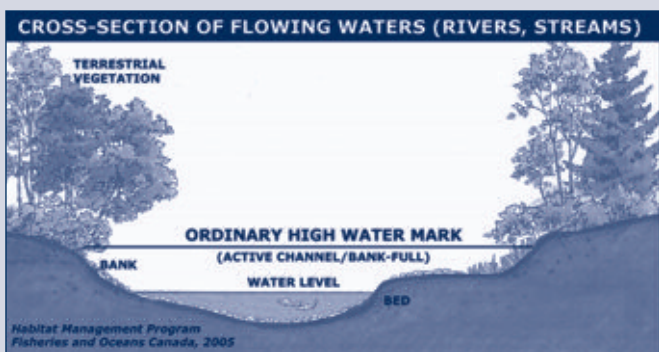 CROSS-SECTION OF FLOWING WATERS (RIVERS, STREAMS)
TERRESTRIAL
VEGETATION
ORDINARY HIGH WATER MARK
(ACTIVE CHANNEL/BANK-FULL)
BANK
WATER LEVEL
BED
Habitat Management Program
Fisheries and Oceans Canada, 2005